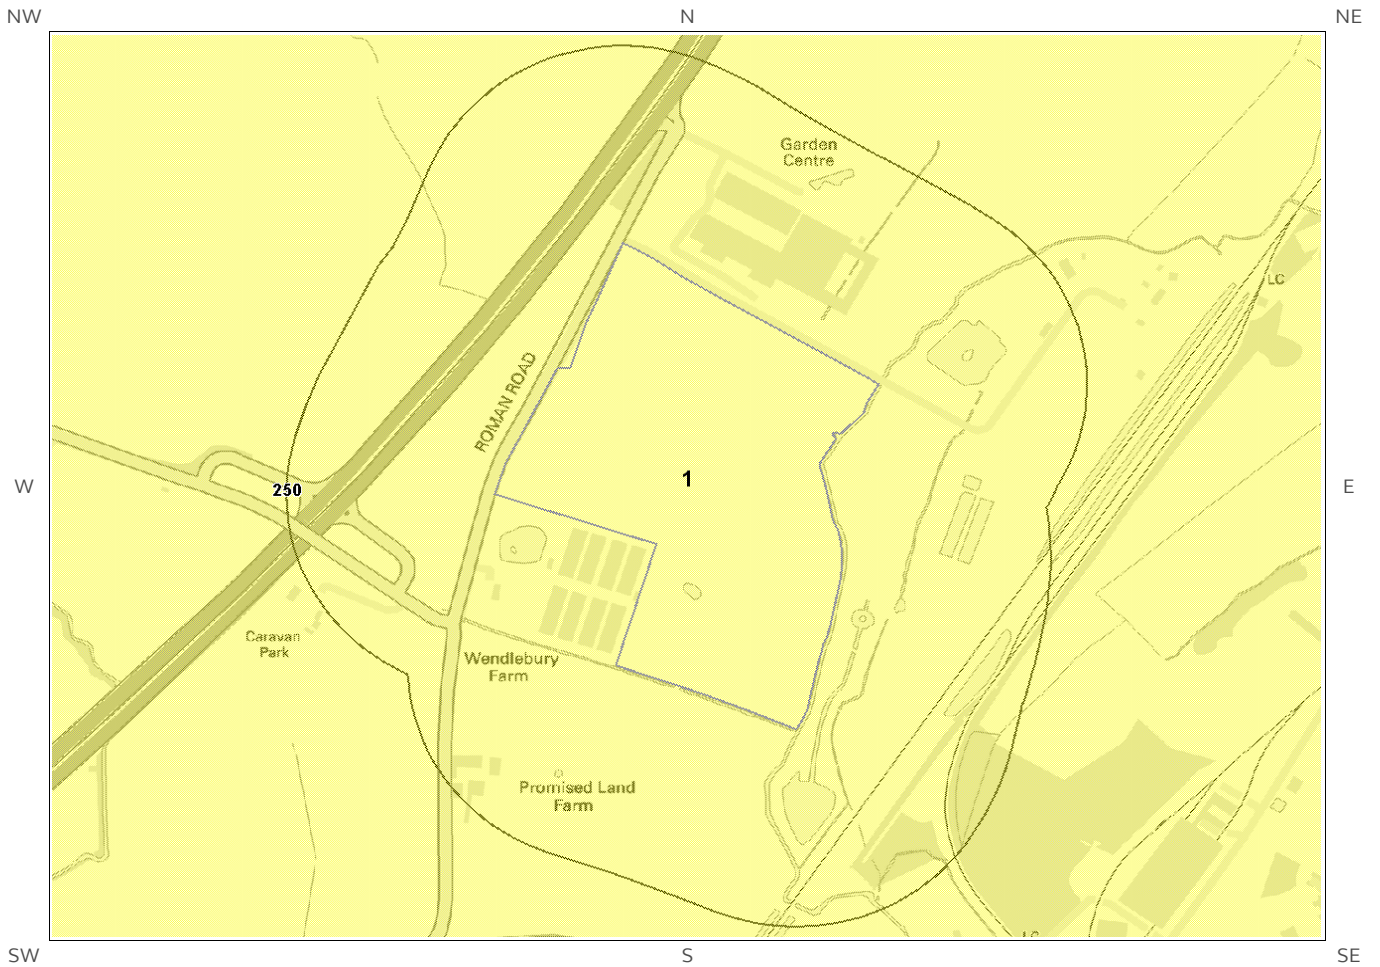 NW
N
NE
Garden
Centre
LC
ROMAN ROAD
W
1
E
250
Caravan
Park
Wendlebury
Farm
Promised Land
Farm
SW
S
SE